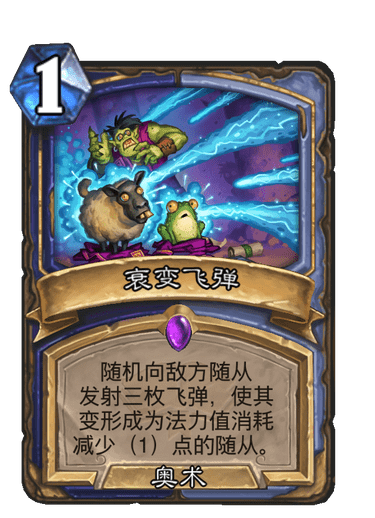 1
衰变飞弹
随机向敌方随从
发射三枚飞弹，使其
变形成为法力值消耗
减少（1）点的随从。
奥术